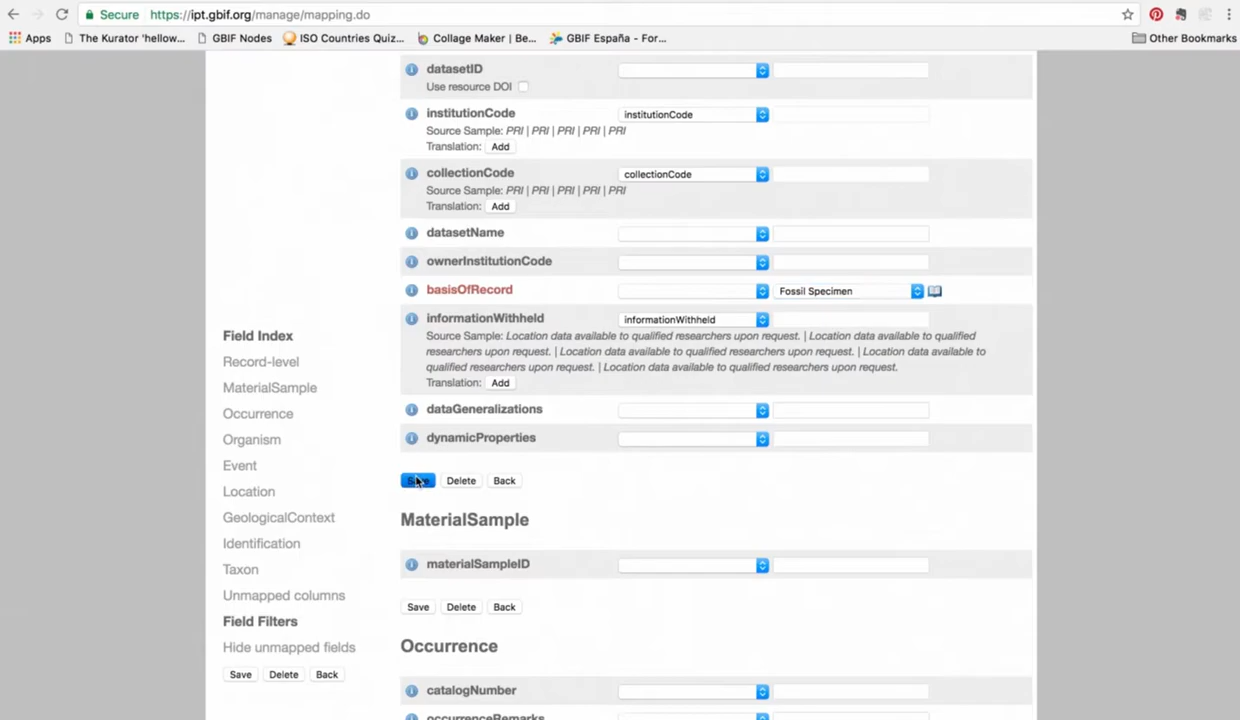 Secure https://ipt.gbif.org/manage/mapping.do
Apps The Kurator 'hellow... GBIF Nodes ISO Countries Quiz... Collage Maker | Be... GBIF España - For... Other Bookmarks
datasetID
Use resource DOI
institutionCode institutionCode
Source Sample: PRI | PRI | PRI | PRI | PRI
Translation: Add
collectionCode collectionCode
Source Sample: PRI | PRI | PRI | PRI | PRI
Translation: Add
datasetName
ownerInstitutionCode
basisOfRecord Fossil Specimen
informationWithheld informationWithheld
Source Sample: Location data available to qualified researchers upon request. | Location data available to qualified
researchers upon request. | Location data available to qualified researchers upon request. | Location data available to
qualified researchers upon request. | Location data available to qualified researchers upon request.
Translation: Add
dataGeneralizations
dynamicProperties
Save Delete Back
MaterialSample
materialSampleID
Save Delete Back
Occurrence
catalogNumber
occurrenceRemarks
Field Index
Record-level
MaterialSample
Occurrence
Organism
Event
Location
GeologicalContext
Identification
Taxon
Unmapped columns
Field Filters
Hide unmapped fields
Save Delete Back